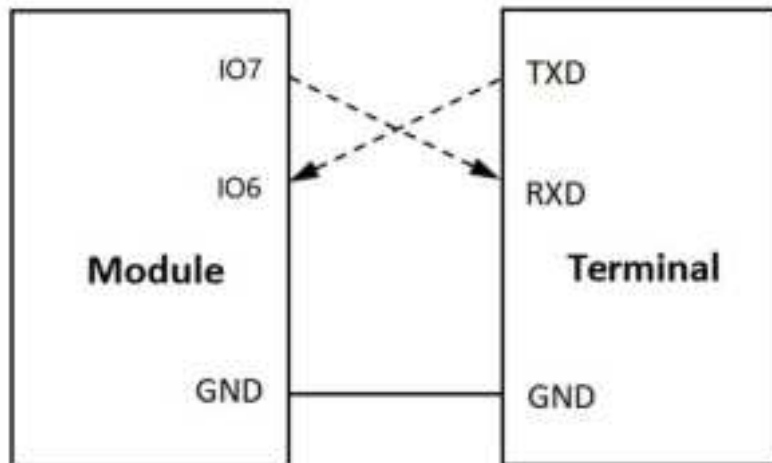 IO7
TXD
IO6
RXD
Module
Terminal
GND
GND